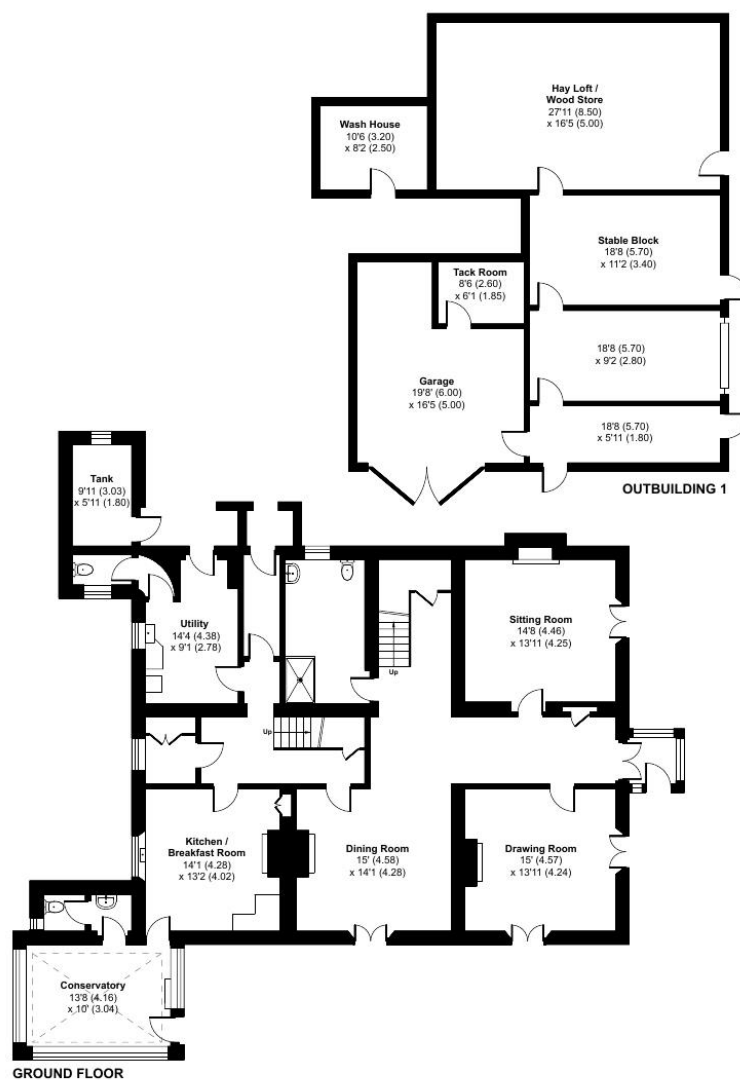 Hay Loft /
Wood Store
27'11 (8.50)
x 16'5 (5.00)
Wash House
10'6 (3.20)
x 8'2 (2.50)
Stable Block
18'8 (5.70)
x 11'2 (3.40)
Tack Room
8'6 (2.60)
x 6'1 (1.85)
18'8 (5.70)
x 9'2 (2.80)
Garage
19'8' (6.00)
x 16'5 (5.00)
18'8 (5.70)
x 5'11 (1.80)
OUTBUILDING 1
Tank
9'11 (3.03)
x 5'11 (1.80)
Utility
14'4 (4.38)
x 9'1 (2.78)
Up
Sitting Room
14'8 (4.46)
x 13'11 (4.25)
Up
Kitchen /
Breakfast Room
14'1 (4.28)
x 13'2 (4.02)
Dining Room
15' (4.58)
x 14'1 (4.28)
Drawing Room
15' (4.57)
x 13'11 (4.24)
Conservatory
13'8 (4.16)
x 10' (3.04)
GROUND FLOOR